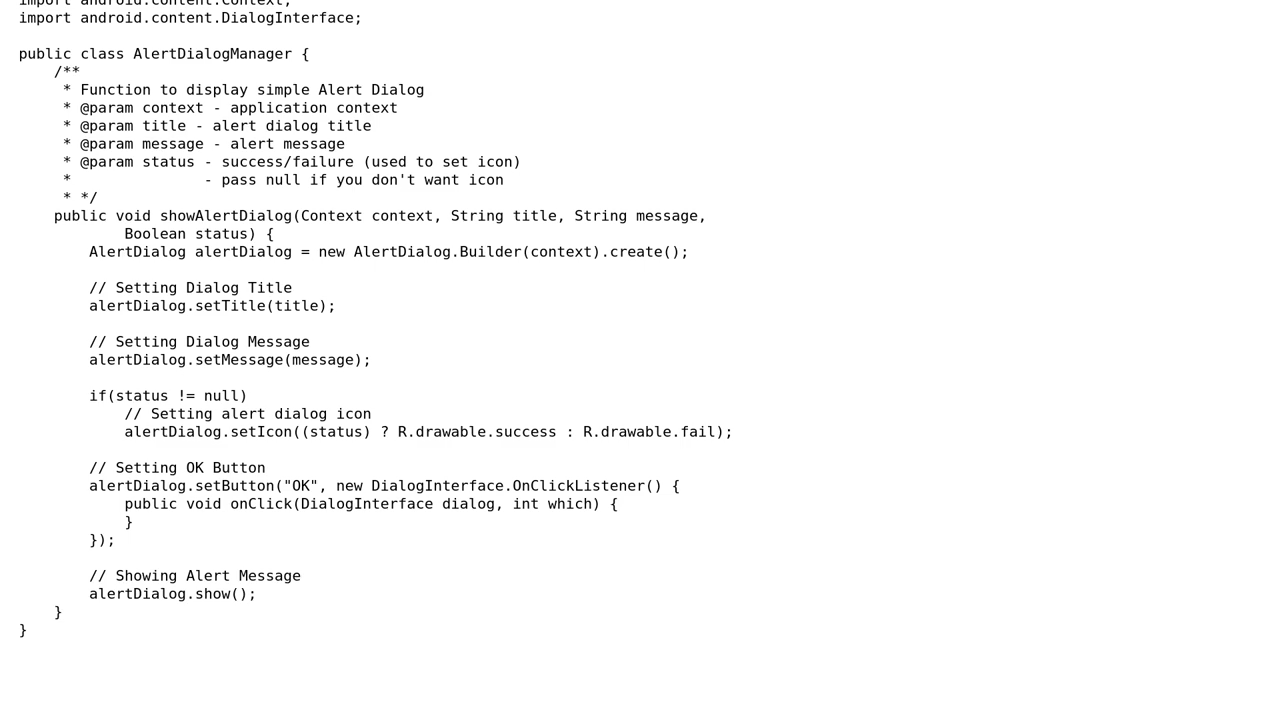 import android.content.Context;
import android.content.DialogInterface;

public class AlertDialogManager {
    /**
     * Function to display simple Alert Dialog
     * @param context - application context
     * @param title - alert dialog title
     * @param message - alert message
     * @param status - success/failure (used to set icon)
     *               - pass null if you don't want icon
     * */
    public void showAlertDialog(Context context, String title, String message,
            Boolean status) {
        AlertDialog alertDialog = new AlertDialog.Builder(context).create();

        // Setting Dialog Title
        alertDialog.setTitle(title);

        // Setting Dialog Message
        alertDialog.setMessage(message);

        if(status != null)
            // Setting alert dialog icon
            alertDialog.setIcon((status) ? R.drawable.success : R.drawable.fail);

        // Setting OK Button
        alertDialog.setButton("OK", new DialogInterface.OnClickListener() {
            public void onClick(DialogInterface dialog, int which) {
            }
        });

        // Showing Alert Message
        alertDialog.show();
    }
}